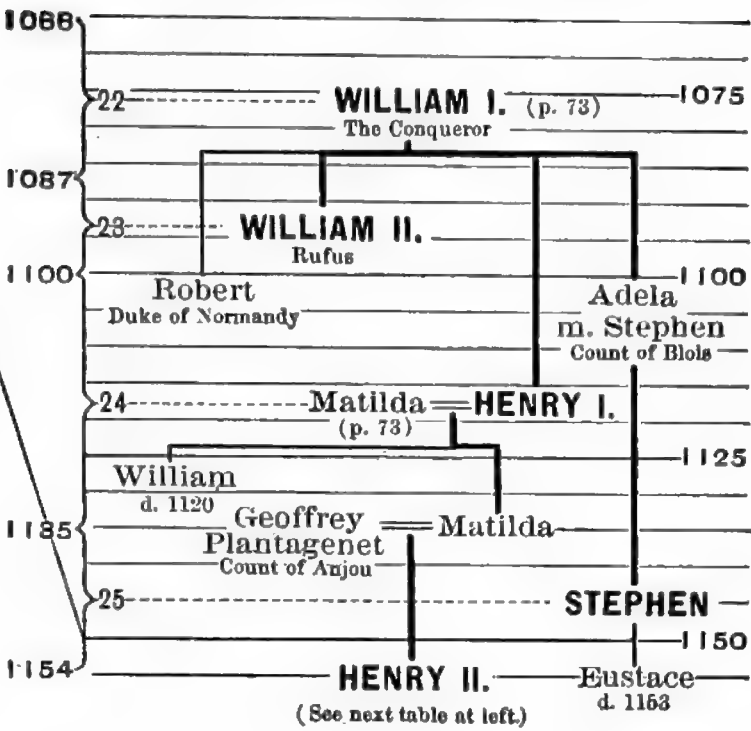 1066
22 WILLIAM I. (p. 73) 1075
The Conqueror
1087
23 WILLIAM II.
Rufus
1100 1100
Robert
Duke of Normandy
Adela
m. Stephen
Count of Blois
24 Matilda = HENRY I.
(p. 73)
1125
William
d. 1120
1135
Geoffrey
Plantagenet
Count of Anjou
= Matilda
25 STEPHEN
1150
1154
HENRY II.
(See next table at left.)
Eustace
d. 1153